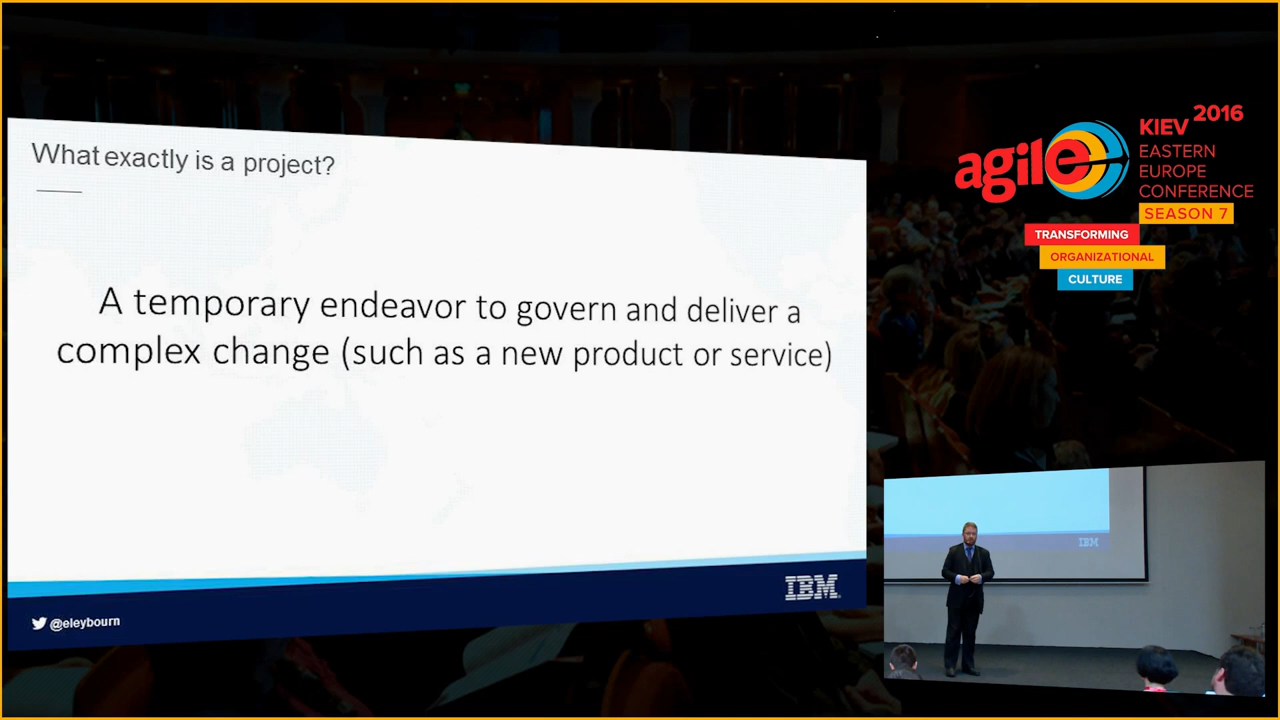 What exactly is a project?
A temporary endeavor to govern and deliver a
complex change (such as a new product or service)
@eleybourn
IBM
agile
KIEV 2016
EASTERN
EUROPE
CONFERENCE
SEASON 7
TRANSFORMING
ORGANIZATIONAL
CULTURE
IBM